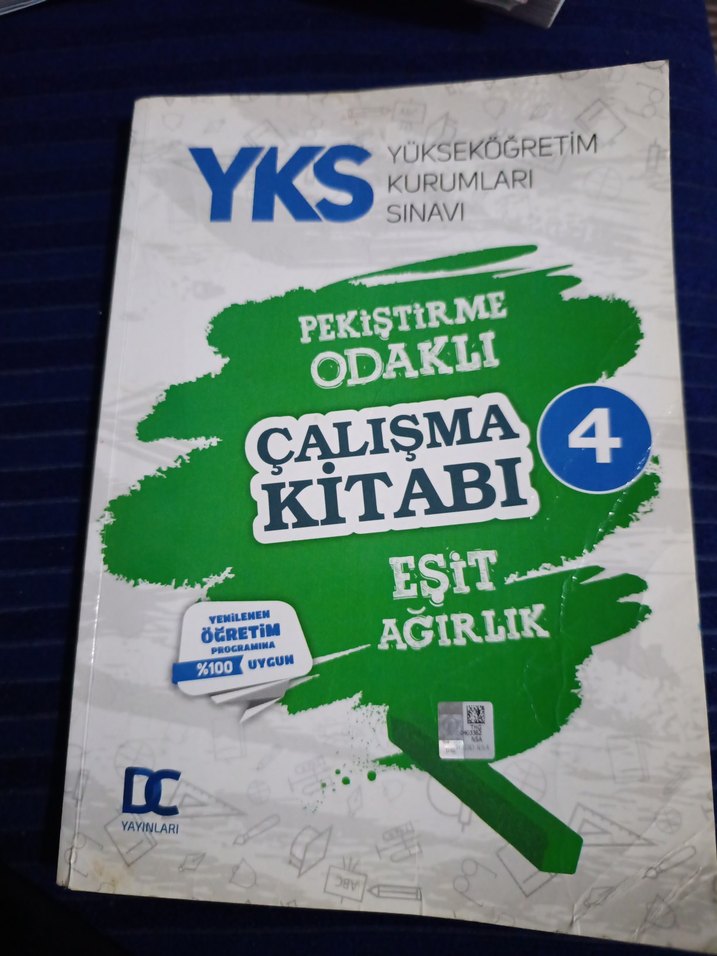 YKS
YÜKSEKÖĞRETİM
KURUMLARI
SINAVI
PEKİŞTİRME
ODAKLI
ÇALIŞMA
KİTABI
4
EŞİT
AĞIRLIK
YENİLENEN
ÖĞRETİM
PROGRAMINA
%100 UYGUN
DC
YAYINLARI
ABC